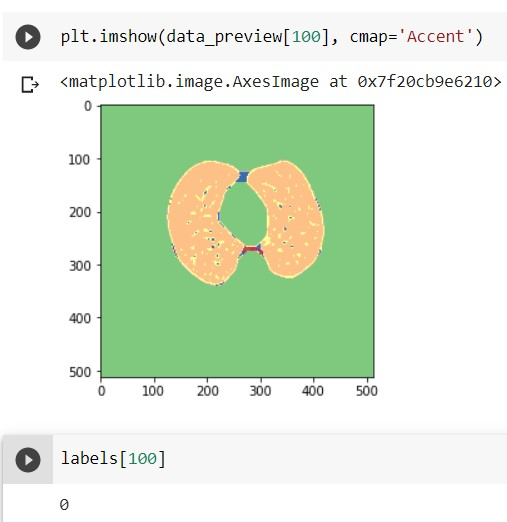 plt.imshow(data_preview[100], cmap='Accent')
<matplotlib.image.AxesImage at 0x7f20cb9e6210>
0
100
200
300
400
500
0 100 200 300 400 500
labels[100]
0